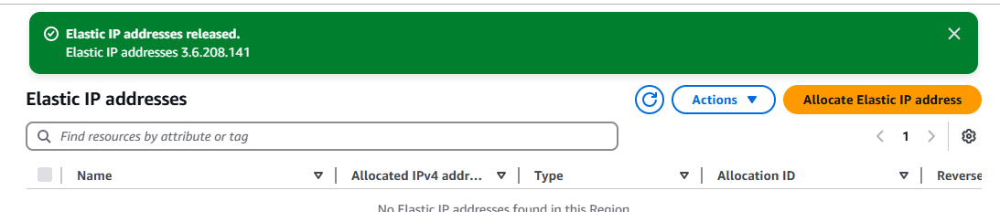 Elastic IP addresses released.
Elastic IP addresses 3.6.208.141
Elastic IP addresses
Actions
Allocate Elastic IP address
Find resources by attribute or tag
1
Name
Allocated IPv4 addr...
Type
Allocation ID
Reverse
No Elastic IP addresses found in this Region